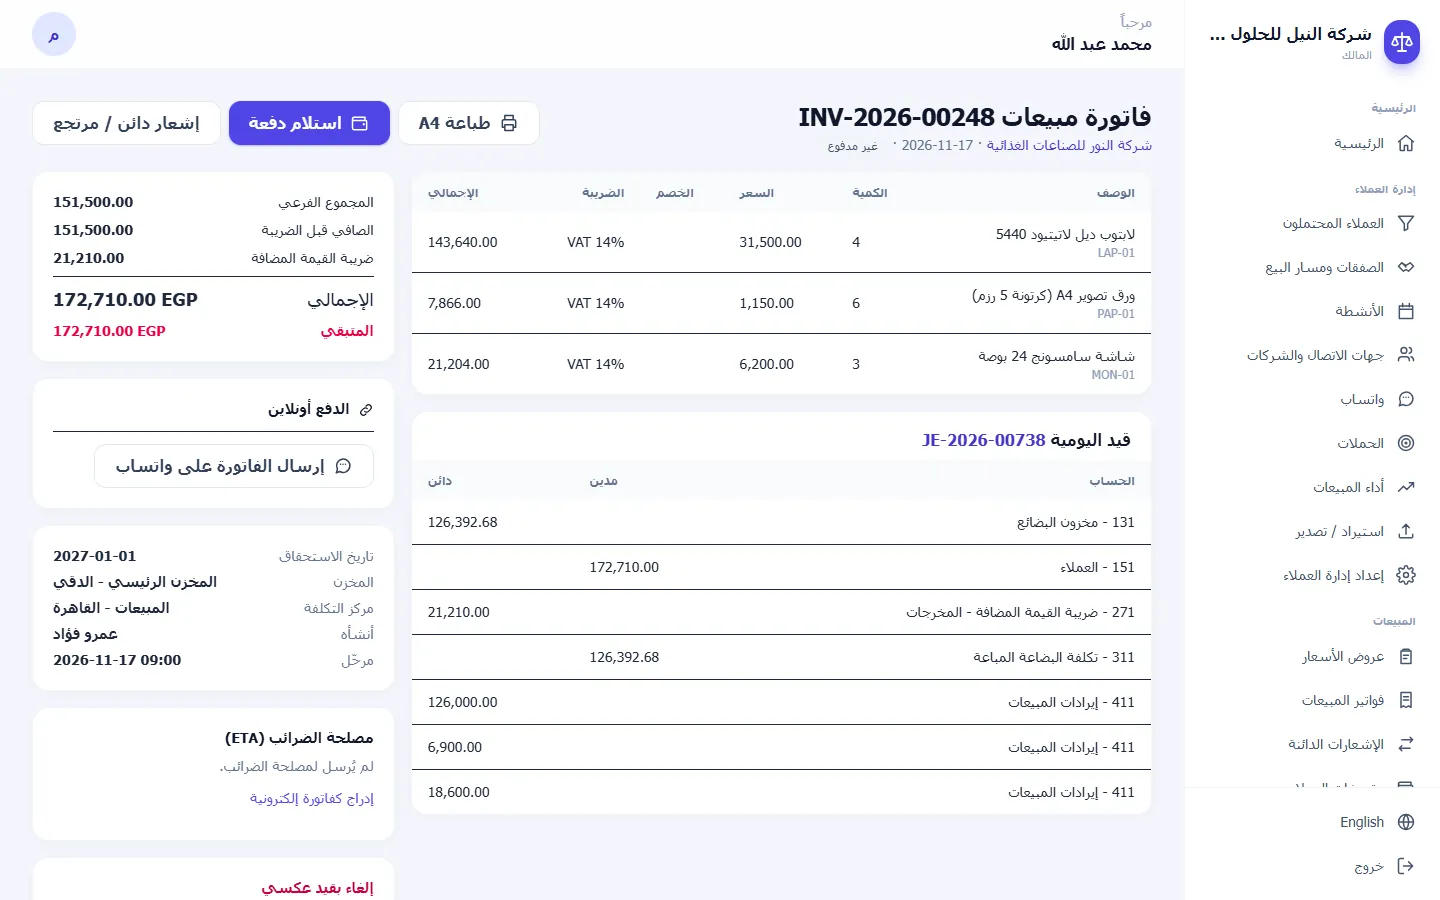 شركة النيل للحلول ...
المالك
الرئيسية
الرئيسية
إدارة العملاء
العملاء المحتملون
الصفقات ومسار البيع
الأنشطة
جهات الاتصال والشركات
واتساب
الحملات
أداء المبيعات
استيراد / تصدير
إعداد إدارة العملاء
المبيعات
عروض الأسعار
فواتير المبيعات
الإشعارات الدائنة
English
خروج
مرحباً
محمد عبد الله
م
فاتورة مبيعات INV-2026-00248
شركة النور للصناعات الغذائية · 2026-11-17 · غير مدفوع
طباعة A4
استلام دفعة
إشعار دائن / مرتجع
الوصف الكمية السعر الخصم الضريبة الإجمالي
لابتوب ديل لاتيتيود 5440 4 31,500.00 VAT 14% 143,640.00
LAP-01
ورق تصوير A4 (كرتونة 5 رزم) 6 1,150.00 VAT 14% 7,866.00
PAP-01
شاشة سامسونج 24 بوصة 3 6,200.00 VAT 14% 21,204.00
MON-01
قيد اليومية JE-2026-00738
الحساب مدين دائن
131 - مخزون البضائع 126,392.68
151 - العملاء 172,710.00
271 - ضريبة القيمة المضافة - المخرجات 21,210.00
311 - تكلفة البضاعة المباعة 126,392.68
411 - إيرادات المبيعات 126,000.00
411 - إيرادات المبيعات 6,900.00
411 - إيرادات المبيعات 18,600.00
المجموع الفرعي 151,500.00
الصافي قبل الضريبة 151,500.00
ضريبة القيمة المضافة 21,210.00
الإجمالي 172,710.00 EGP
المتبقي 172,710.00 EGP
الدفع أونلاين
إرسال الفاتورة على واتساب
تاريخ الاستحقاق 2027-01-01
المخزن المخزن الرئيسي - الدقي
مركز التكلفة المبيعات - القاهرة
أنشأه عمرو فؤاد
مرحّل 2026-11-17 09:00
مصلحة الضرائب (ETA)
لم يُرسل لمصلحة الضرائب.
إدراج كفاتورة إلكترونية
إلغاء بقيد عكسي